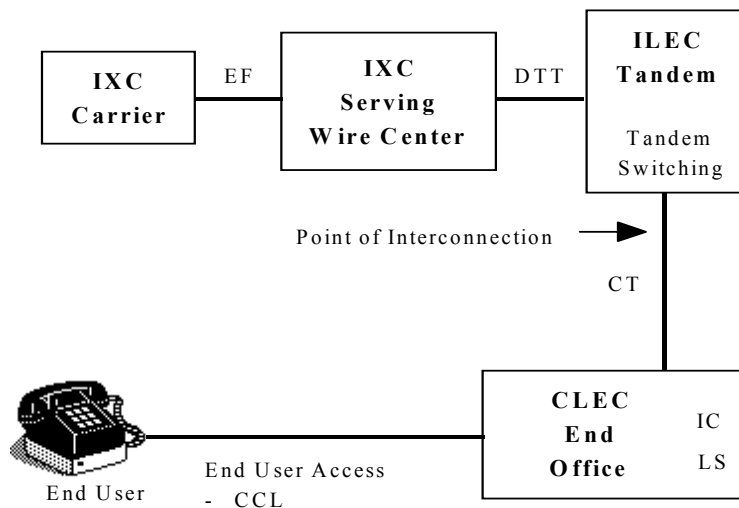 IXC
Carrier
EF
IXC
Serving
Wire Center
DTT
ILEC
Tandem
Tandem
Switching
Point of Interconnection
CT
CLEC
End
Office
IC
LS
End User
End User Access
- CCL